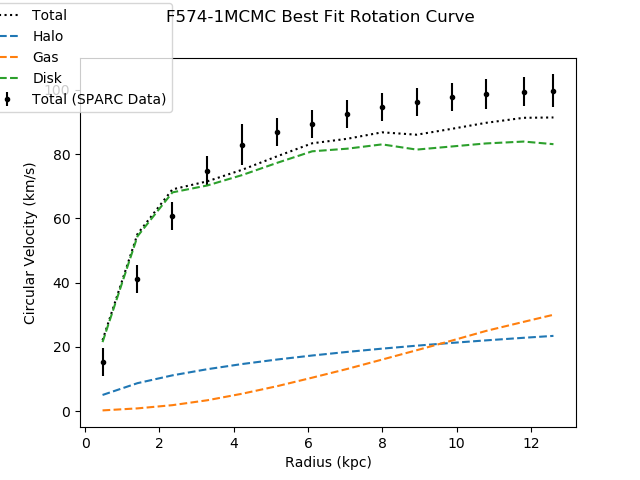 F574-1MCMC Best Fit Rotation Curve
Total
Halo
Gas
Disk
Total (SPARC Data)
100
80
60
40
20
0
Circular Velocity (km/s)
0 2 4 6 8 10 12
Radius (kpc)